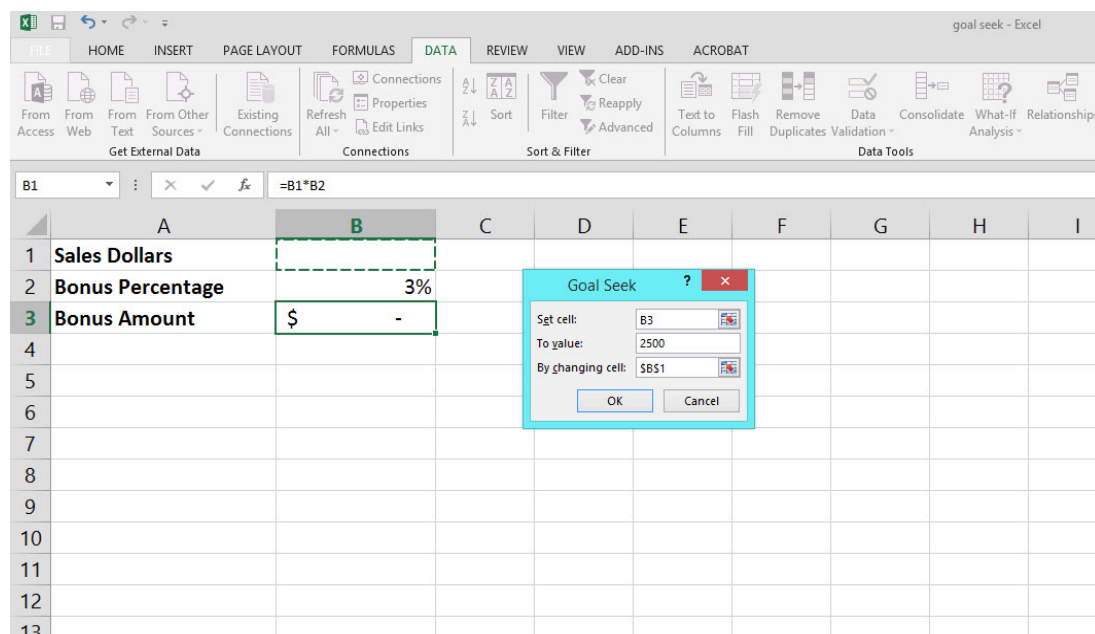 goal seek - Excel
FILE HOME INSERT PAGE LAYOUT FORMULAS DATA REVIEW VIEW ADD-INS ACROBAT
From Access
From Web
From Text
From Other Sources
Existing Connections
Get External Data
Refresh All
Connections
Properties
Edit Links
Connections
Sort
Filter
Clear
Reapply
Advanced
Sort & Filter
Text to Columns
Flash Fill
Remove Duplicates
Data Validation
Consolidate
What-If Analysis
Relationships
Data Tools
B1 fx =B1*B2
A B C D E F G H I
1 Sales Dollars
2 Bonus Percentage 3%
3 Bonus Amount $ -
4
5
6
7
8
9
10
11
12
13
Goal Seek ?
Set cell: B3
To value: 2500
By changing cell: $B$1
OK Cancel